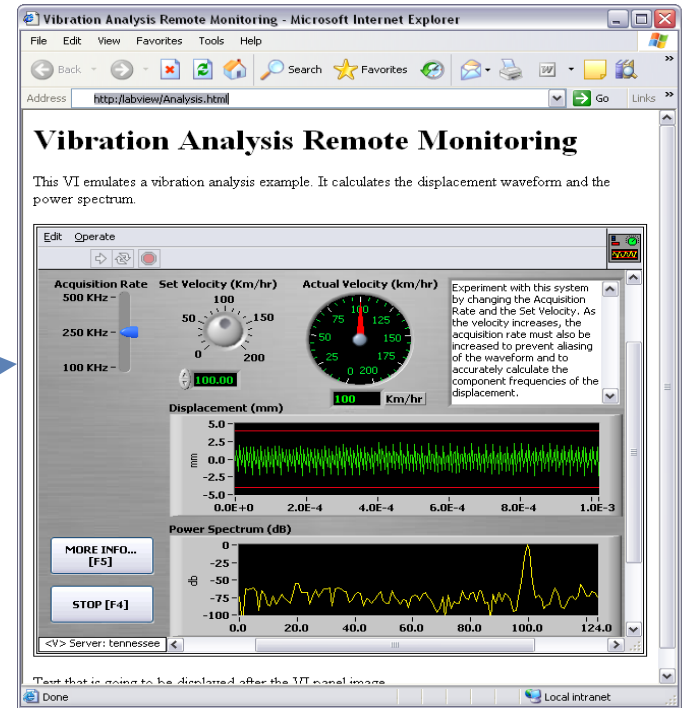 Vibration Analysis Remote Monitoring - Microsoft Internet Explorer
File Edit View Favorites Tools Help
Back Search Favorites
Address http:/labview/Analysis.html Go Links
Vibration Analysis Remote Monitoring
This VI emulates a vibration analysis example. It calculates the displacement waveform and the
power spectrum.
Edit Operate
Acquisition Rate
500 KHz
250 KHz
100 KHz
Set Velocity (Km/hr)
100
50 150
0 200
100.00
Actual Velocity (km/hr)
100
75 125
50 150
25 175
0 200
100 Km/hr
Experiment with this system
by changing the Acquisition
Rate and the Set Velocity. As
the velocity increases, the
acquisition rate must also be
increased to prevent aliasing
of the waveform and to
accurately calculate the
component frequencies of the
displacement.
Displacement (mm)
5.0
2.5
0.0
-2.5
-5.0
m
0.0E+0 2.0E-4 4.0E-4 6.0E-4 8.0E-4 1.0E-3
Power Spectrum (dB)
0
-25
-50
-75
-100
db
0.0 20.0 40.0 60.0 80.0 100.0 124.0
MORE INFO...
[F5]
STOP [F4]
<V> Server: tennessee
Text that is going to be displayed after the VI panel image
Done Local intranet